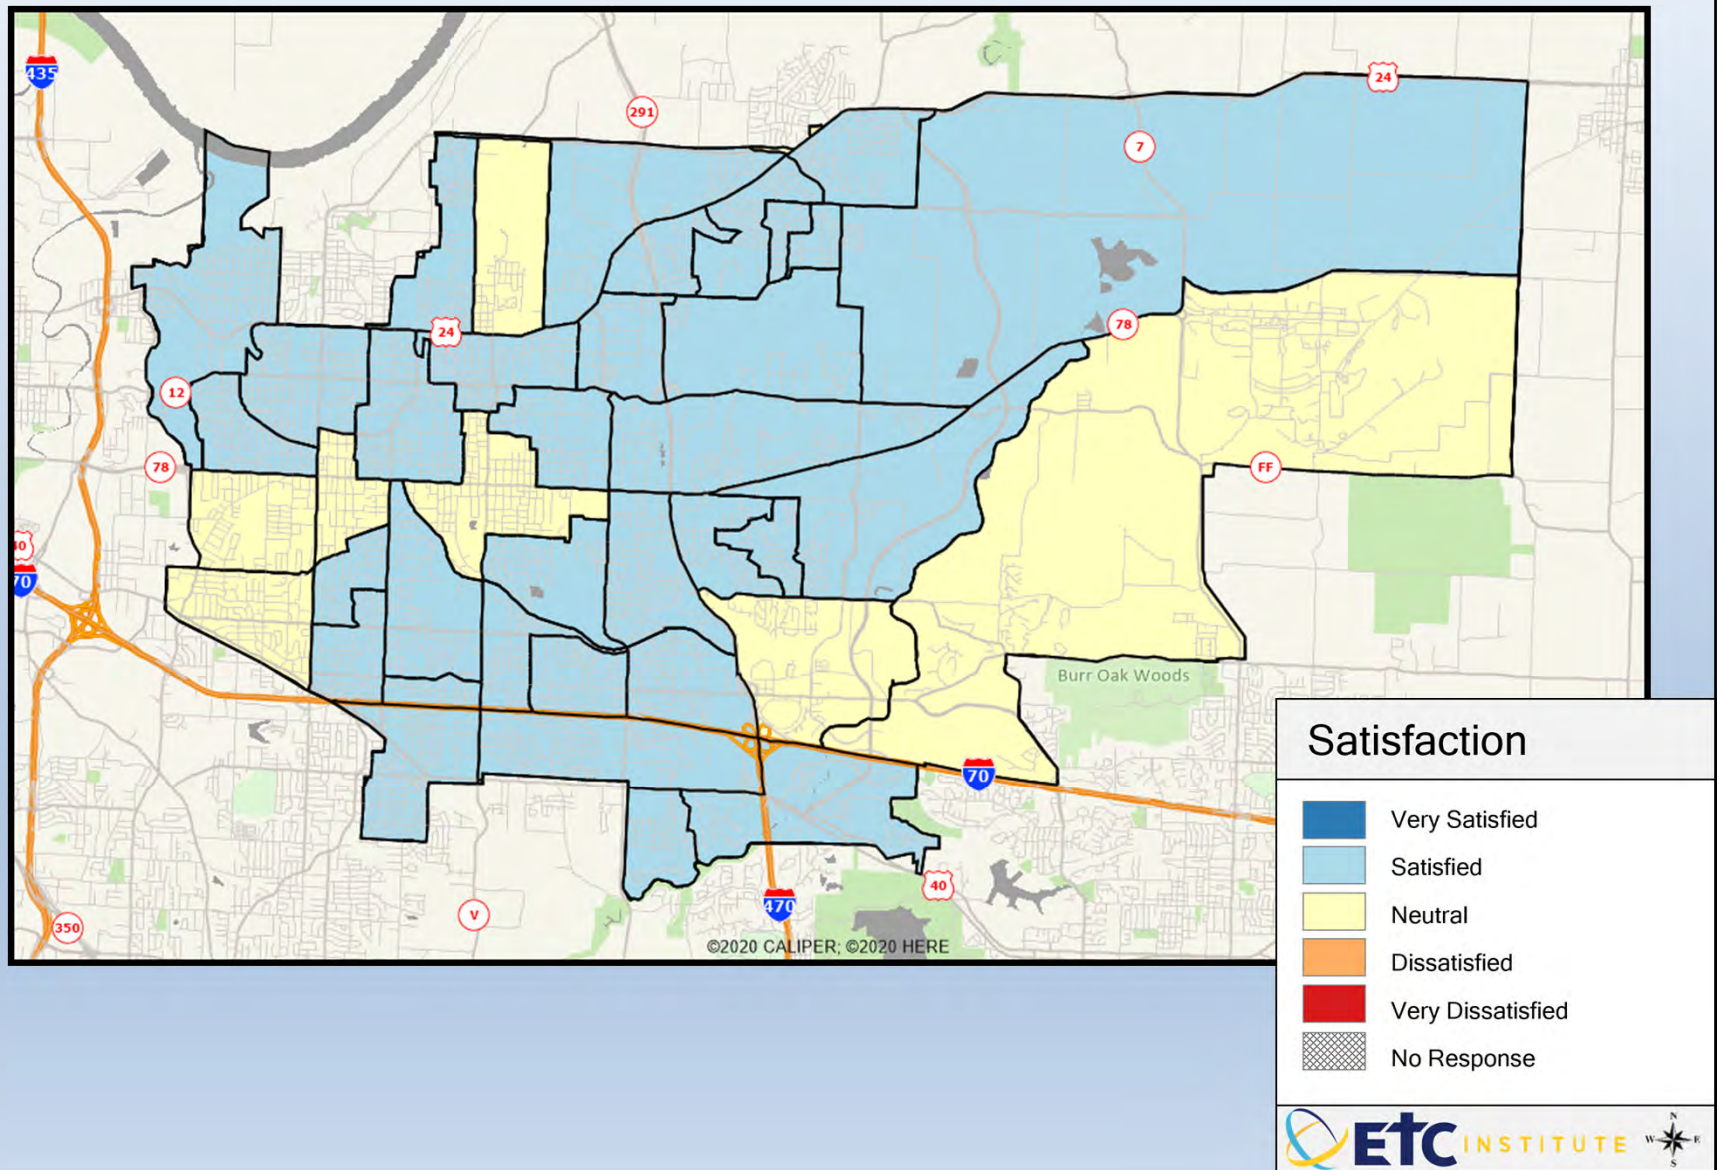 435
24
291
7
24
78
12
78
FF
40
70
Burr Oak Woods
70
40
470
V
350
©2020 CALIPER; ©2020 HERE
Satisfaction
Very Satisfied
Satisfied
Neutral
Dissatisfied
Very Dissatisfied
No Response
ETC INSTITUTE
N
W E
S